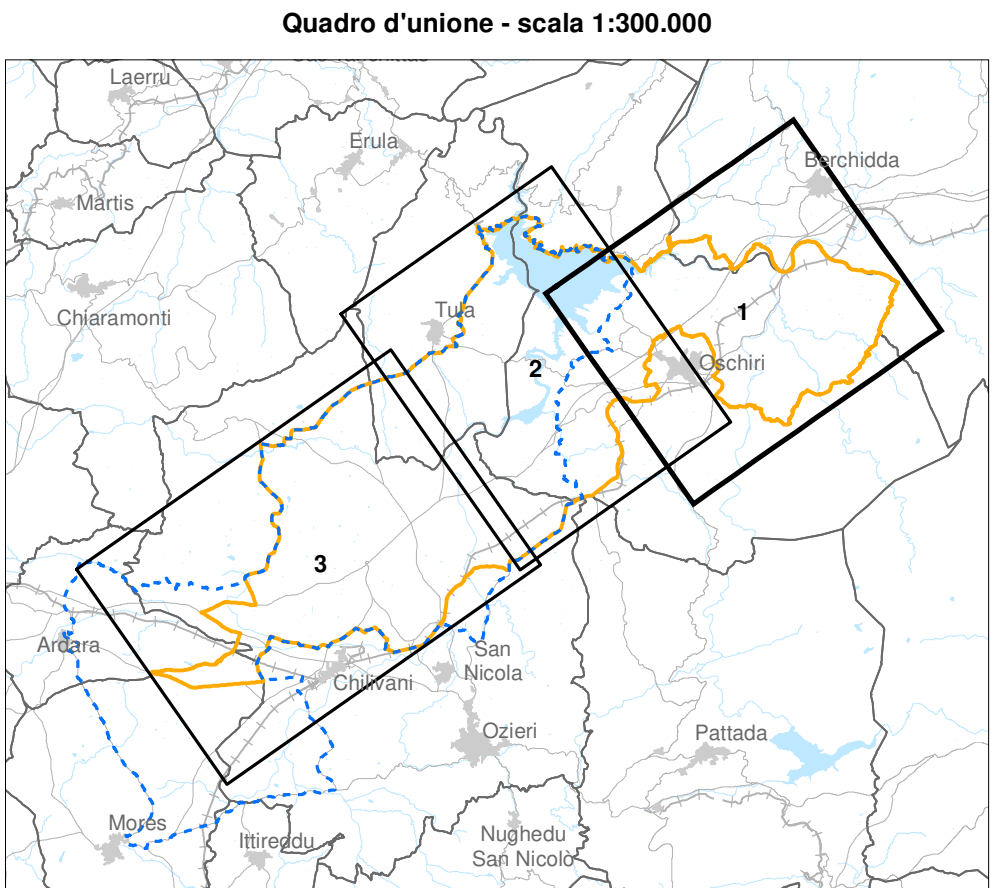 Quadro d'unione - scala 1:300.000
Laerru
Erula
Berchidda
Martis
Chiaramonti
Tula
1
2
Oschiri
3
Ardara
San
Nicola
Chilivani
Ozieri
Pattada
Mores
Ittireddu
Nughedu
San Nicolò